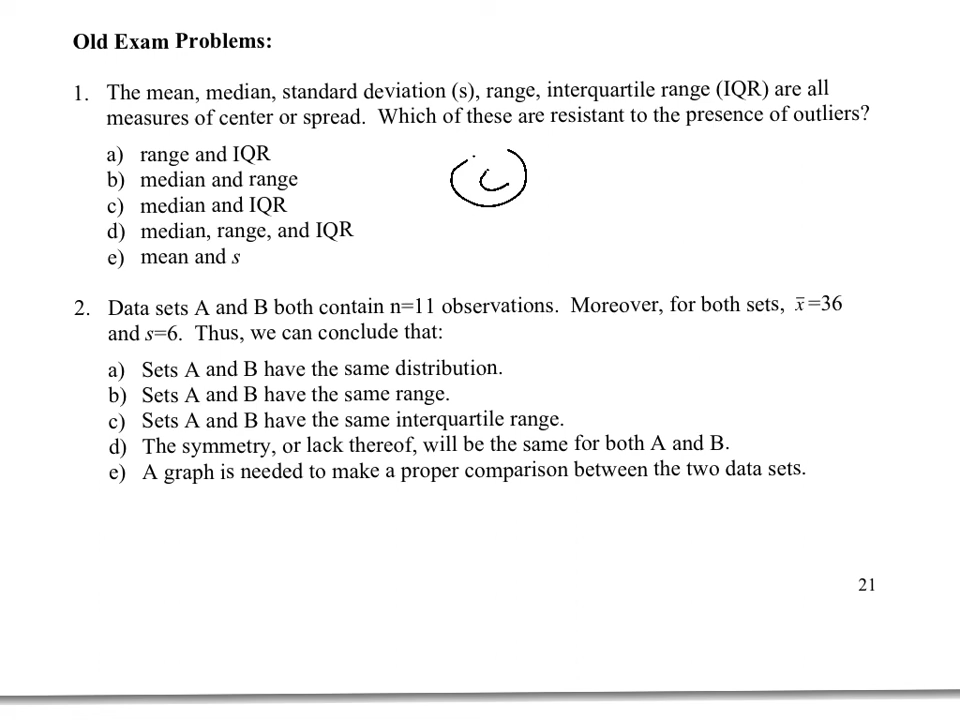 Old Exam Problems:
1. The mean, median, standard deviation (s), range, interquartile range (IQR) are all
measures of center or spread. Which of these are resistant to the presence of outliers?
a) range and IQR
b) median and range
c) median and IQR
d) median, range, and IQR
e) mean and s
c
2. Data sets A and B both contain n=11 observations. Moreover, for both sets, x̄=36
and s=6. Thus, we can conclude that:
a) Sets A and B have the same distribution.
b) Sets A and B have the same range.
c) Sets A and B have the same interquartile range.
d) The symmetry, or lack thereof, will be the same for both A and B.
e) A graph is needed to make a proper comparison between the two data sets.
21